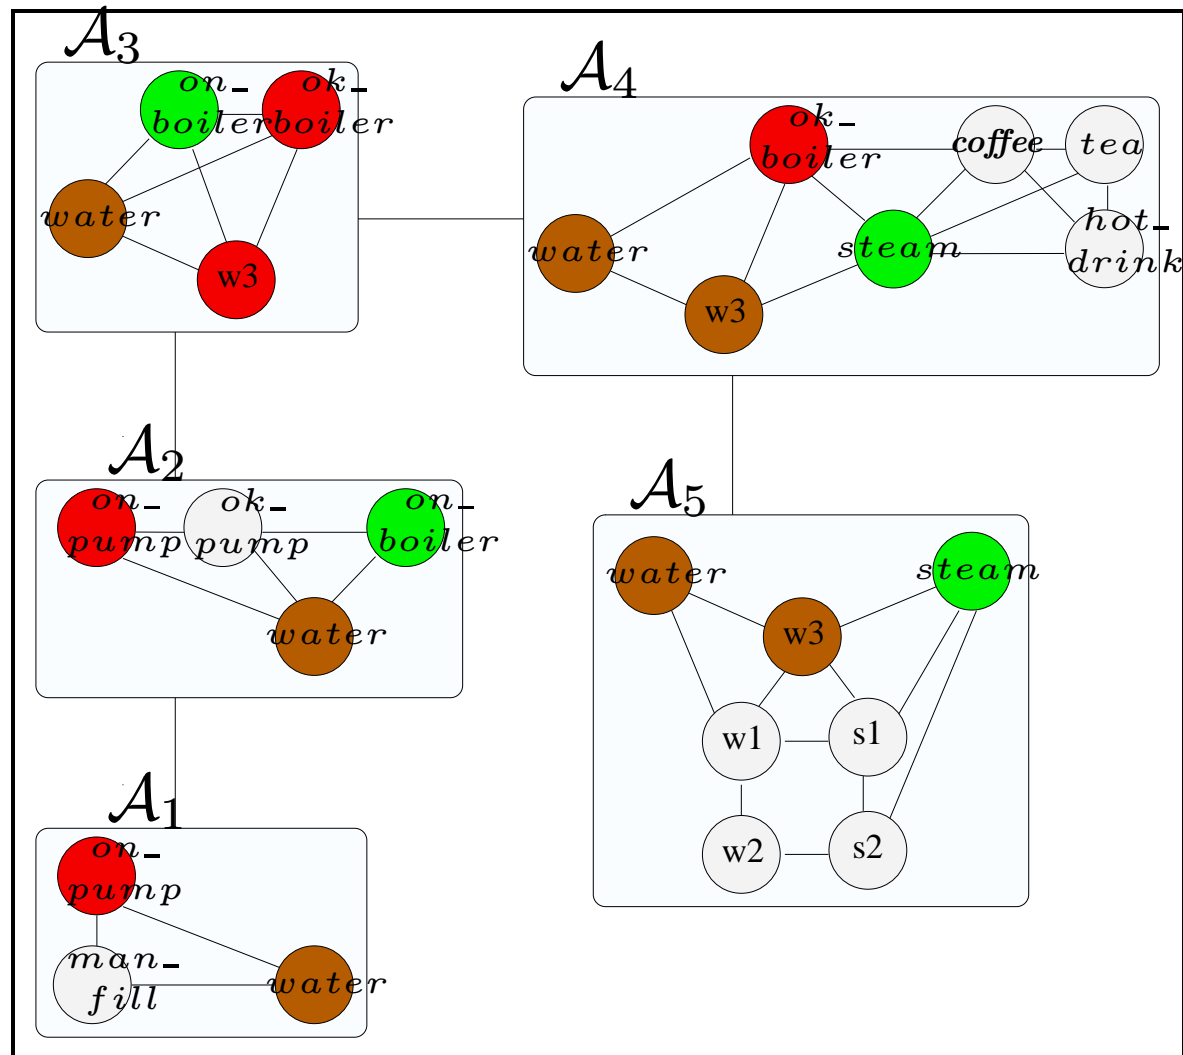 A3
on_
boiler
ok_
boiler
water
w3
A4
ok_
boiler
coffee
tea
water
steam
hot_
drink
w3
A2
on_
pump
ok_
pump
on_
boiler
water
A5
water
steam
w3
w1
s1
w2
s2
A1
on_
pump
man_
fill
water